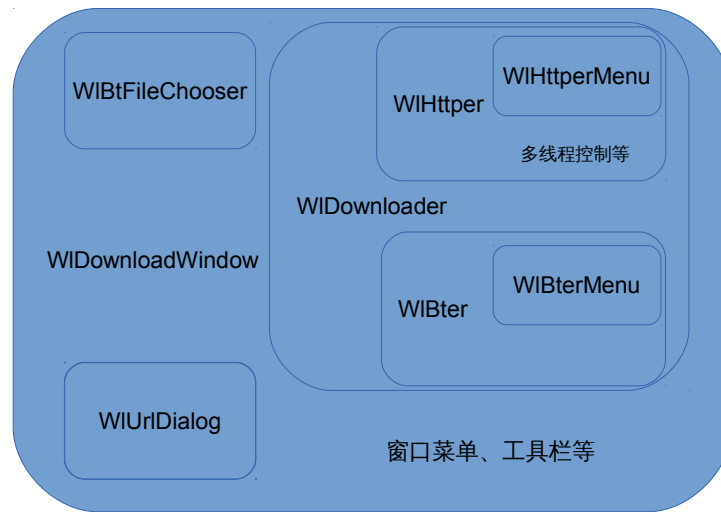 WlBtFileChooser
WlHttperMenu
WlHttper
多线程控制等
WlDownloader
WlDownloadWindow
WlBterMenu
WlBter
WlUrlDialog
窗口菜单、工具栏等